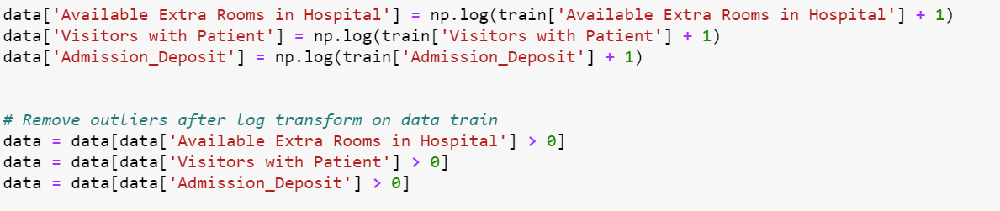 data['Available Extra Rooms in Hospital'] = np.log(train['Available Extra Rooms in Hospital'] + 1)
data['Visitors with Patient'] = np.log(train['Visitors with Patient'] + 1)
data['Admission_Deposit'] = np.log(train['Admission_Deposit'] + 1)
# Remove outliers after log transform on data train
data = data[data['Available Extra Rooms in Hospital'] > 0]
data = data[data['Visitors with Patient'] > 0]
data = data[data['Admission_Deposit'] > 0]